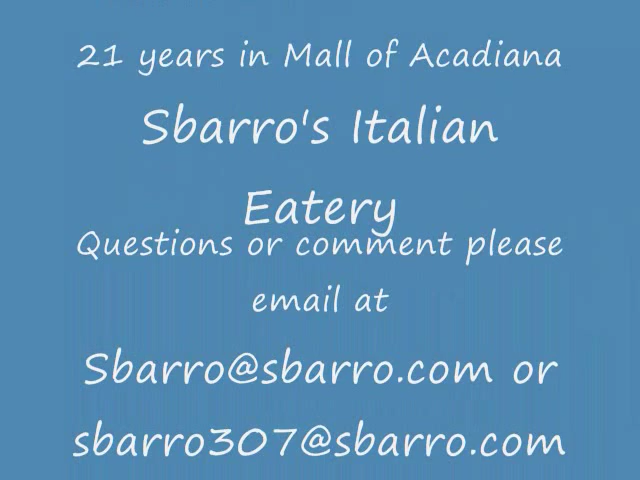 21 years in Mall of Acadiana
Sbarro's Italian
Eatery
Questions or comment please
email at
Sbarro@sbarro.com or
sbarro307@sbarro.com